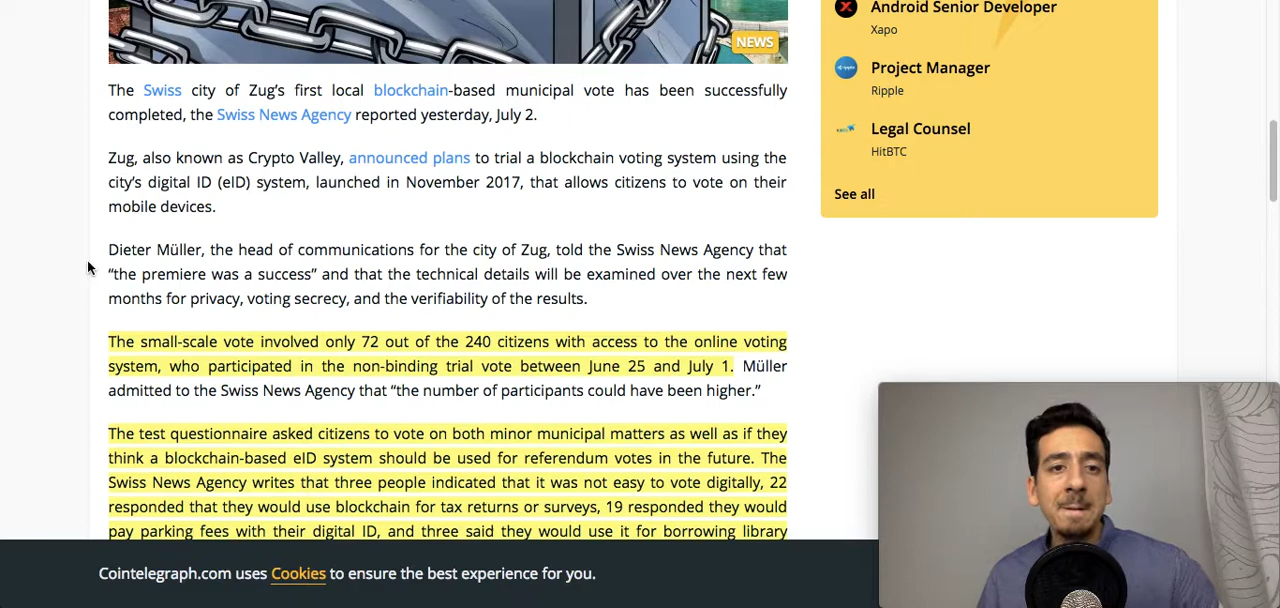 NEWS
The Swiss city of Zug’s first local blockchain-based municipal vote has been successfully
completed, the Swiss News Agency reported yesterday, July 2.
Zug, also known as Crypto Valley, announced plans to trial a blockchain voting system using the
city’s digital ID (eID) system, launched in November 2017, that allows citizens to vote on their
mobile devices.
Dieter Müller, the head of communications for the city of Zug, told the Swiss News Agency that
“the premiere was a success” and that the technical details will be examined over the next few
months for privacy, voting secrecy, and the verifiability of the results.
The small-scale vote involved only 72 out of the 240 citizens with access to the online voting
system, who participated in the non-binding trial vote between June 25 and July 1. Müller
admitted to the Swiss News Agency that “the number of participants could have been higher.”
The test questionnaire asked citizens to vote on both minor municipal matters as well as if they
think a blockchain-based eID system should be used for referendum votes in the future. The
Swiss News Agency writes that three people indicated that it was not easy to vote digitally, 22
responded that they would use blockchain for tax returns or surveys, 19 responded they would
pay parking fees with their digital ID, and three said they would use it for borrowing library
Android Senior Developer
Xapo
Project Manager
Ripple
Legal Counsel
HitBTC
See all
Cointelegraph.com uses Cookies to ensure the best experience for you.